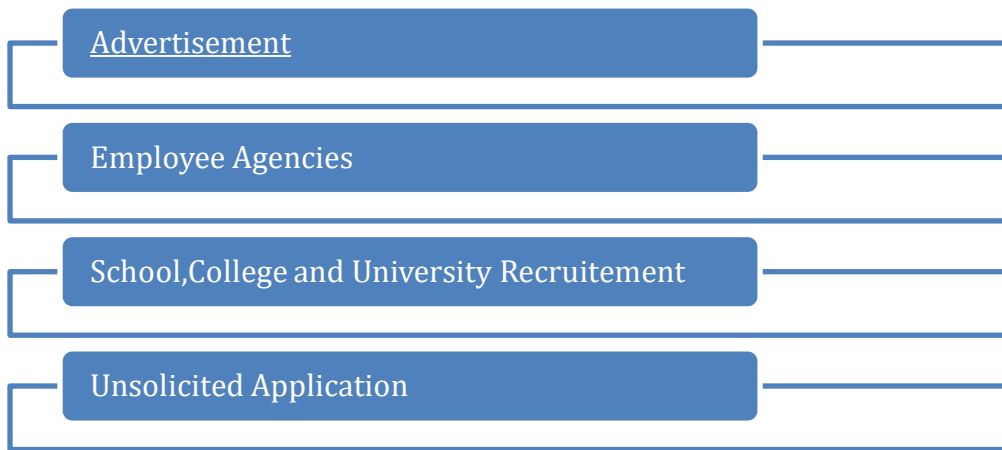 Advertisement
Employee Agencies
School,College and University Recruitement
Unsolicited Application